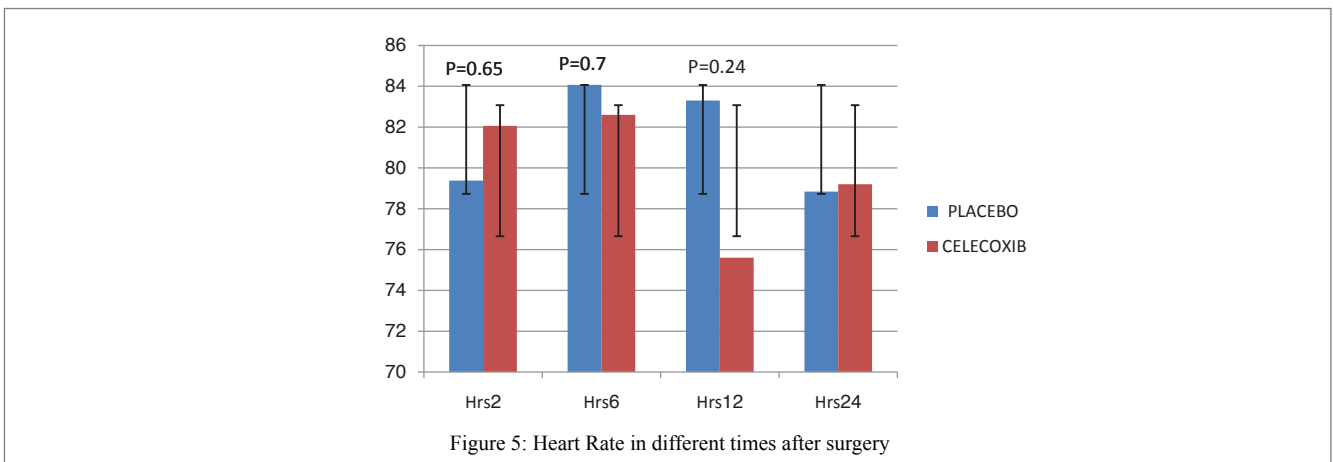 86
84
82
80
78
76
74
72
70
P=0.65
P=0.7
P=0.24
Hrs2
Hrs6
Hrs12
Hrs24
PLACEBO
CELECOXIB
Figure 5: Heart Rate in different times after surgery